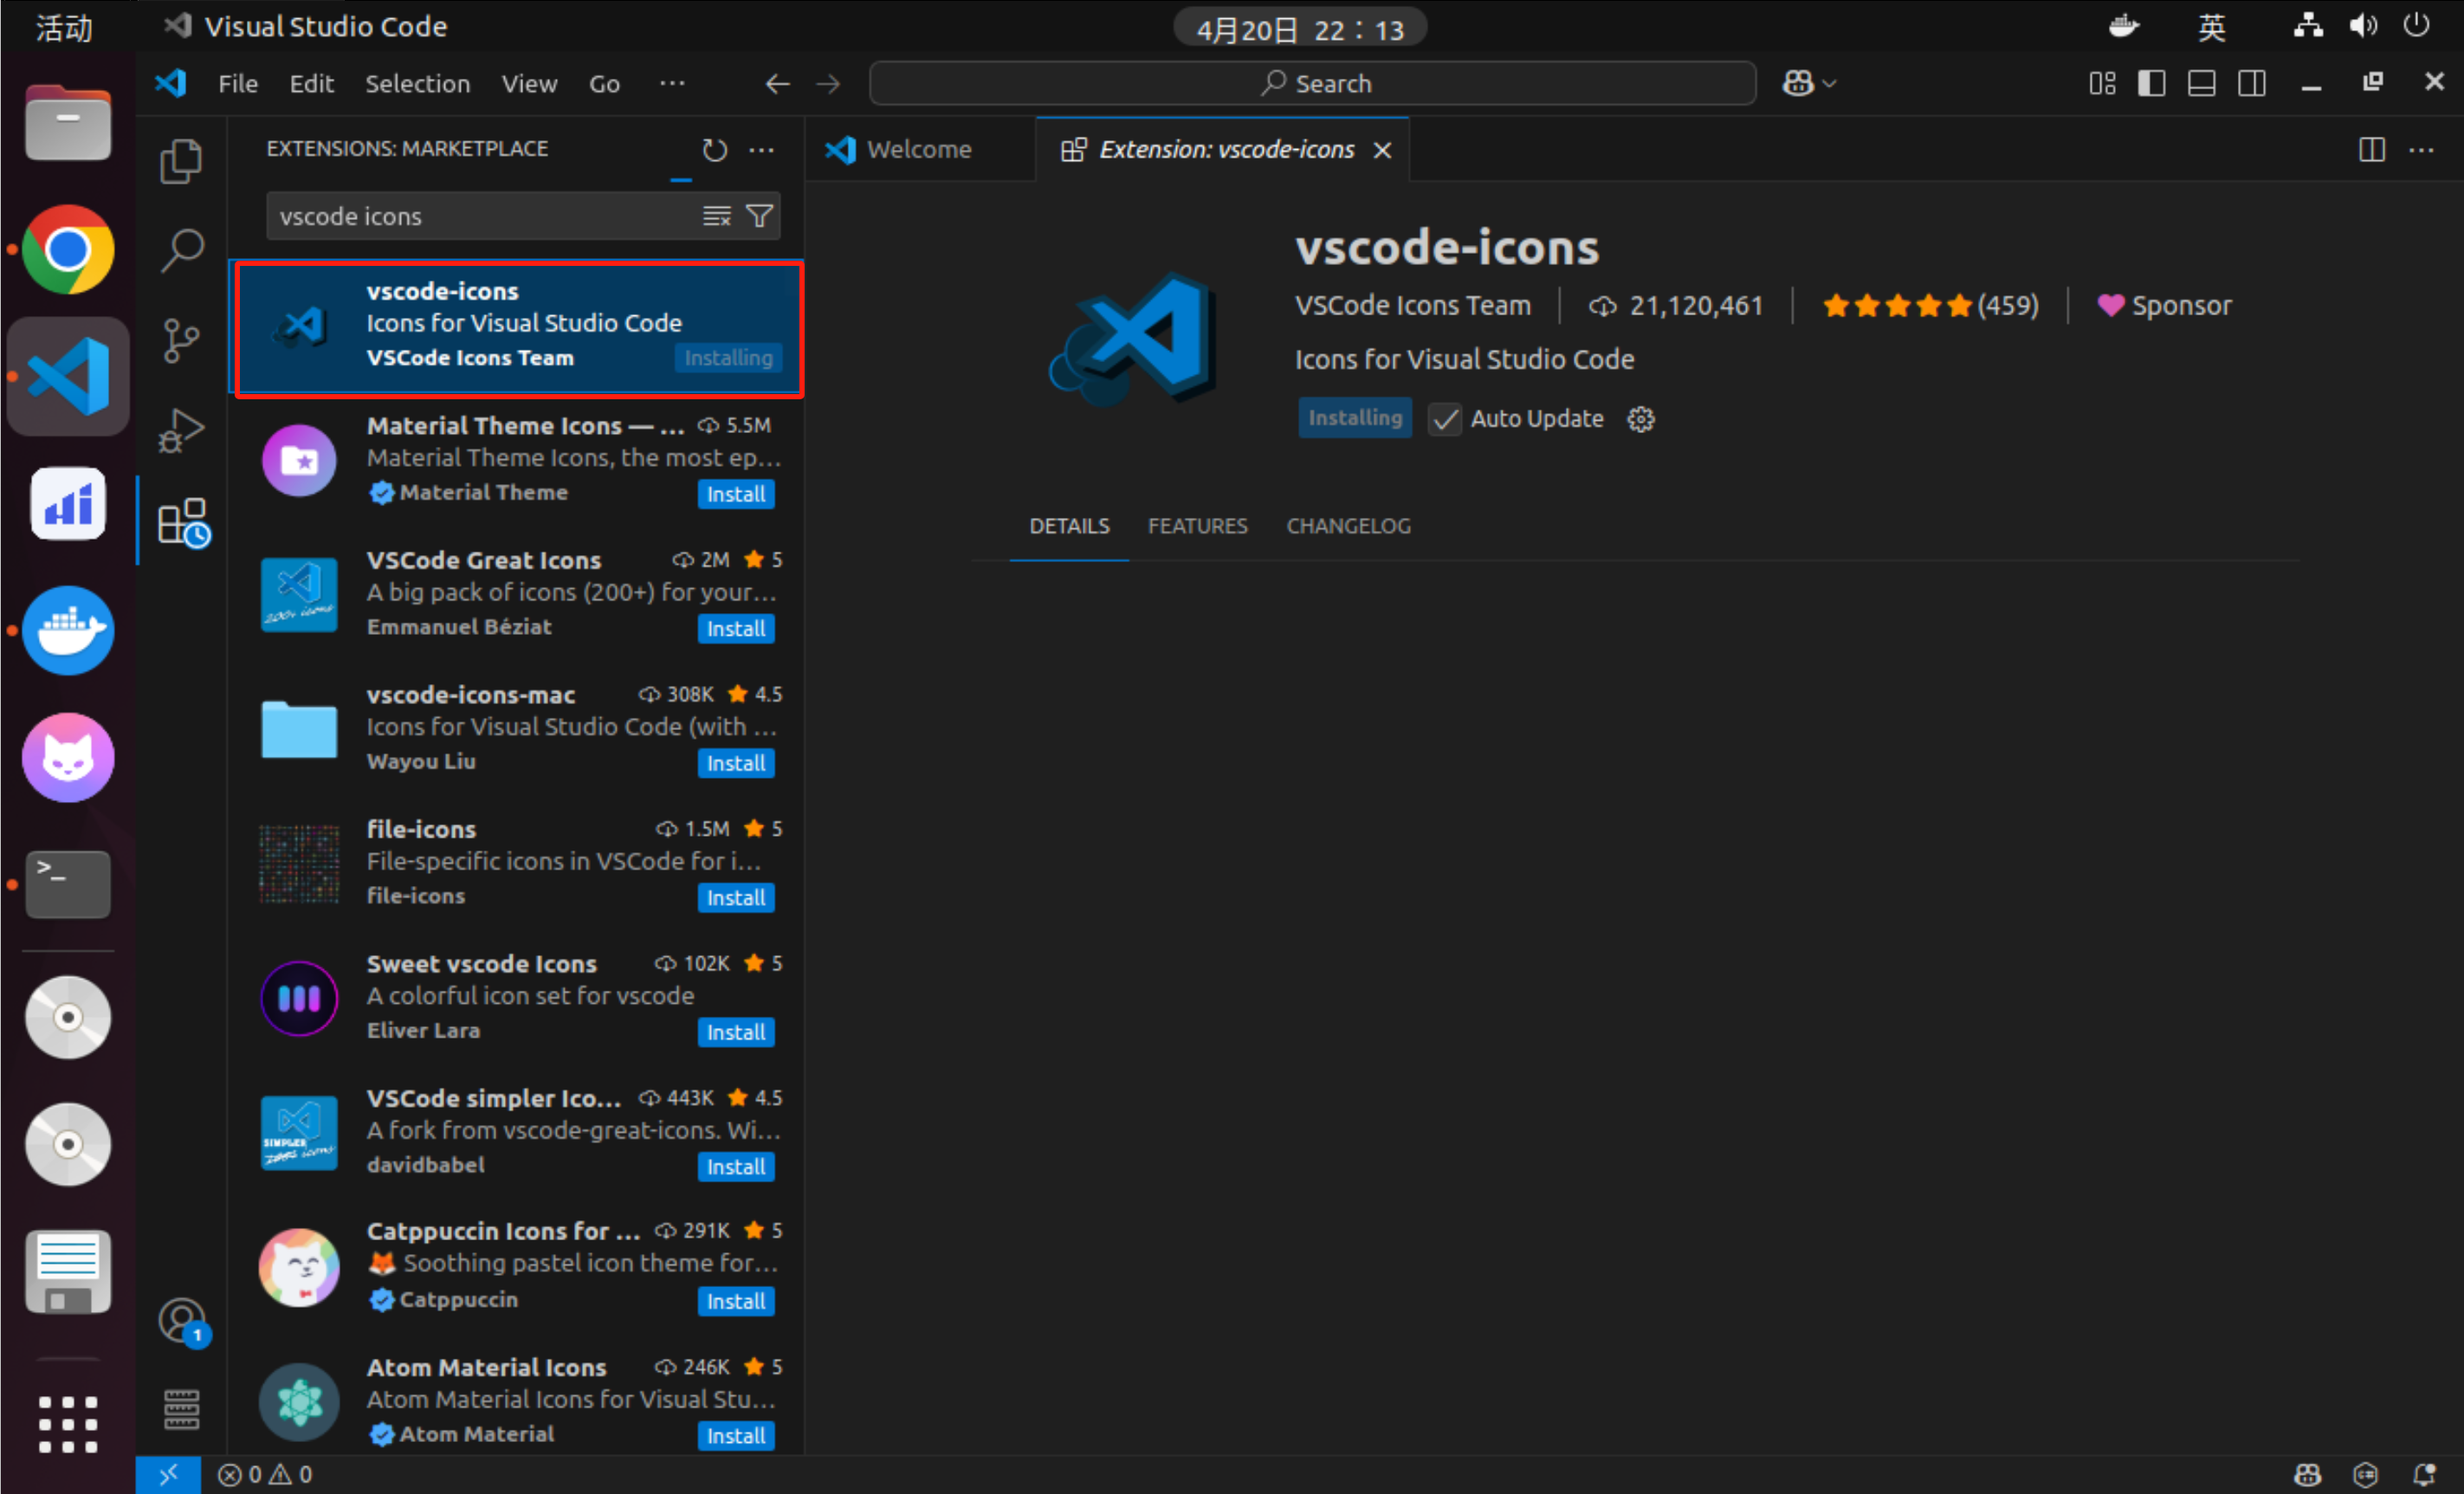 活动
Visual Studio Code
4月20日 22：13
英
File Edit Selection View Go ···
Search
EXTENSIONS: MARKETPLACE
vscode icons
vscode-icons
Icons for Visual Studio Code
VSCode Icons Team Installing
Material Theme Icons — ... 5.5M
Material Theme Icons, the most ep...
Material Theme Install
VSCode Great Icons 2M 5
A big pack of icons (200+) for your...
Emmanuel Béziat Install
200+ icons
vscode-icons-mac 308K 4.5
Icons for Visual Studio Code (with ...
Wayou Liu Install
file-icons 1.5M 5
File-specific icons in VSCode for i...
file-icons Install
Sweet vscode Icons 102K 5
A colorful icon set for vscode
Eliver Lara Install
VSCode simpler Ico... 443K 4.5
A fork from vscode-great-icons. Wi...
davidbabel Install
SIMPLER
Catppuccin Icons for ... 291K 5
Soothing pastel icon theme for...
Catppuccin Install
Atom Material Icons 246K 5
Atom Material Icons for Visual Stu...
Atom Material Install
1
0 0
Welcome
Extension: vscode-icons
vscode-icons
VSCode Icons Team 21,120,461 (459) Sponsor
Icons for Visual Studio Code
Installing Auto Update
DETAILS FEATURES CHANGELOG